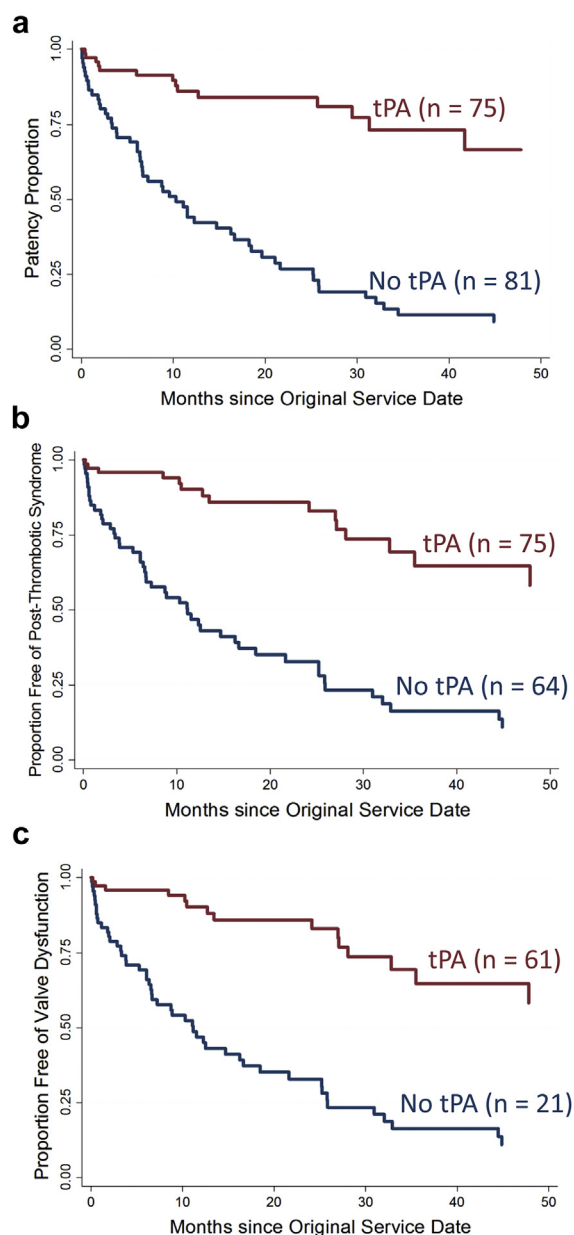 a
1.00
0.75
0.50
0.25
0.00
Patency Proportion
tPA (n = 75)
No tPA (n = 81)
0 10 20 30 40 50
Months since Original Service Date
b
1.00
0.75
0.50
0.25
0.00
Proportion Free of Post-Thrombotic Syndrome
tPA (n = 75)
No tPA (n = 64)
0 10 20 30 40 50
Months since Original Service Date
c
1.00
0.75
0.50
0.25
0.00
Proportion Free of Valve Dysfunction
tPA (n = 61)
No tPA (n = 21)
0 10 20 30 40 50
Months since Original Service Date